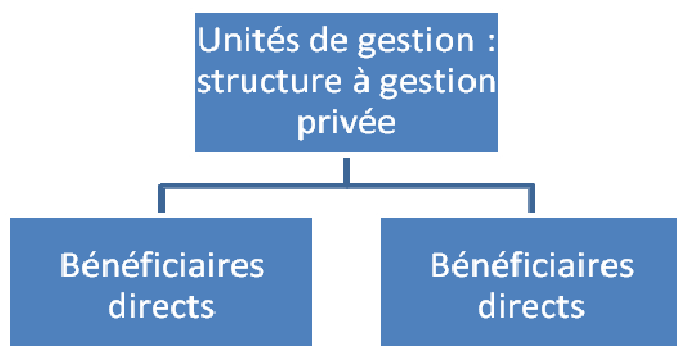 Unités de gestion :
structure à gestion
privée
Bénéficiaires
directs
Bénéficiaires
directs